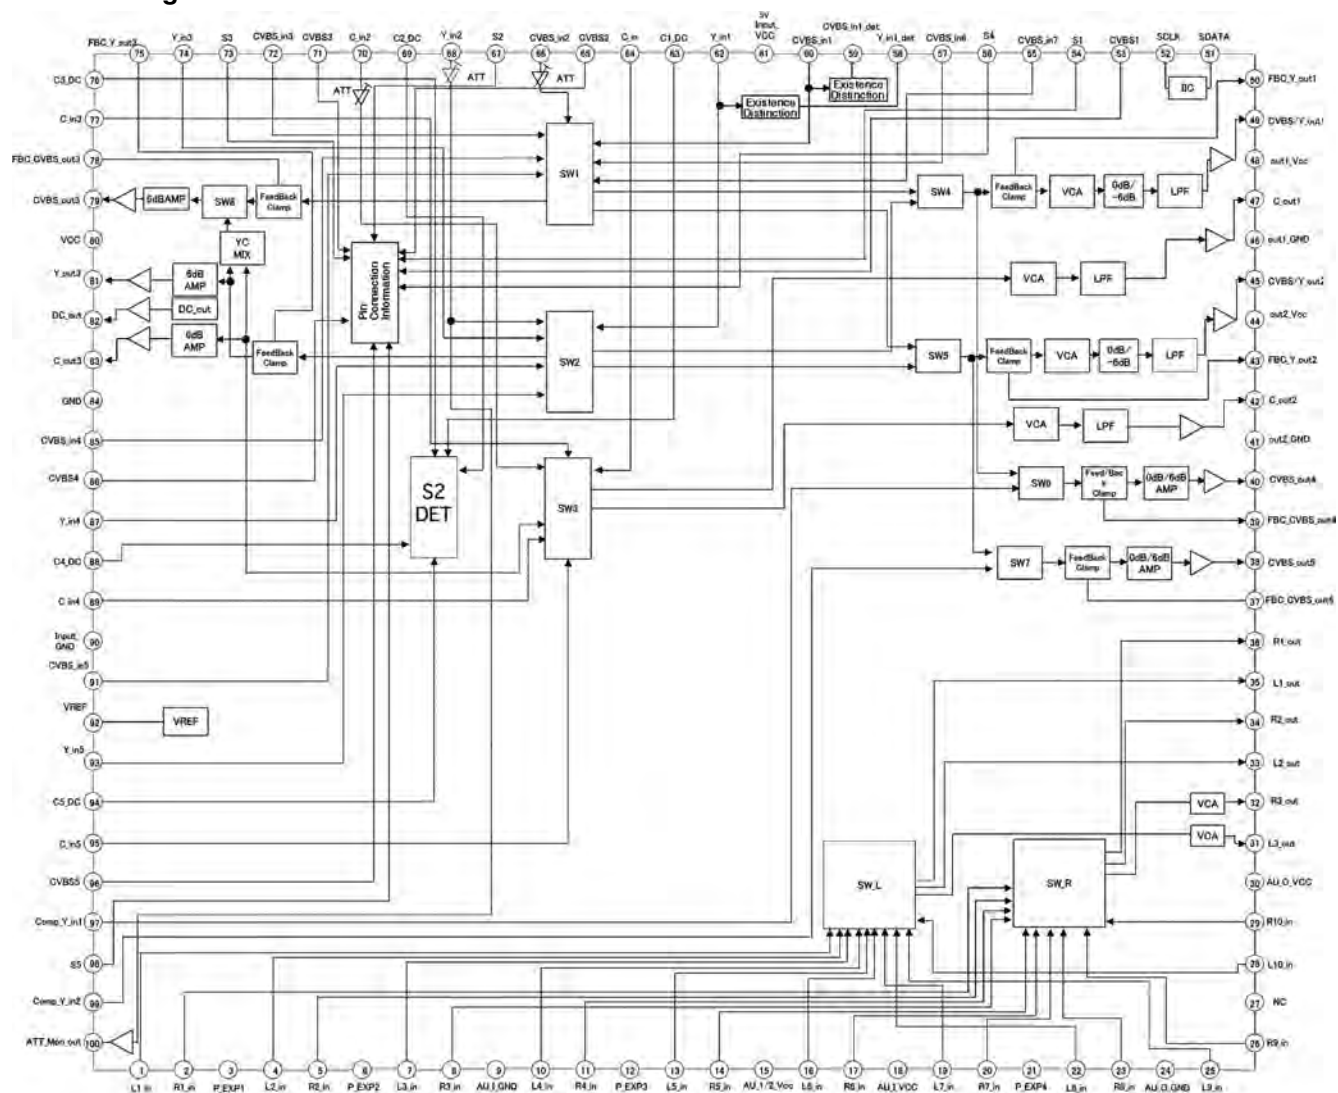 FBC_Y_out3
Y_in3
S3
CVBS_in3
CVBS3
C_in2
C2_DC
Y_in2
S2
CVBS_in2
CVBS2
C_in
C1_DC
Y_in1
5V
Input_
VCC
CVBS_in1
CVBS_in1_det
Y_in1_det
CVBS_in6
S4
CVBS_in7
S1
CVBS1
SCLK
SDATA
75
74
73
72
71
70
69
68
67
66
65
64
63
62
61
60
59
58
57
56
55
54
53
52
51
C3_DC
76
ATT
ATT
ATT
Existence
Distinction
Existence
Distinction
IIC
50
FBC_Y_out1
C_in3
77
49
CVBS/Y_out1
FBC_CVBS_out3
78
48
out1_Vcc
CVBS_out3
79
6dBAMP
SW8
FeedBack
Clamp
SW1
SW4
FeedBack
Clamp
VCA
0dB/
-6dB
LPF
47
C_out1
VCC
80
YC
MIX
46
out1_GND
Y_out3
81
6dB
AMP
Pin
Connection
Information
VCA
LPF
45
CVBS/Y_out2
DC_out
82
DC_out
44
out2_Vcc
C_out3
83
6dB
AMP
FeedBack
Clamp
SW2
SW5
FeedBack
Clamp
VCA
0dB/
-6dB
LPF
43
FBC_Y_out2
GND
84
42
C_out2
CVBS_in4
85
VCA
LPF
41
out2_GND
CVBS4
86
S2
DET
SW3
Feed/Bac
k
Clamp
0dB/6dB
AMP
40
CVBS_out4
Y_in4
87
39
C4_DC
88
SW7
FeedBack
Clamp
0dB/6dB
AMP
38
CVBS_out5
C_in4
89
37
Input_
GND
90
36
R1_out
CVBS_in5
91
35
L1_out
VREF
92
VREF
34
R2_out
Y_in5
93
33
L2_out
C5_DC
94
VCA
32
R3_out
C_in5
95
VCA
31
L3_out
CVBS5
96
SW_L
SW_R
30
AU_O_VCC
Comp_Y_in1
97
29
R10_in
S5
98
28
L10_in
Comp_Y_in2
99
27
NC
ATT_Mon_out
100
26
R9_in
1
2
3
4
5
6
7
8
9
10
11
12
13
14
15
16
17
18
19
20
21
22
23
24
25
L1_in
R1_in
P_EXP1
L2_in
R2_in
P_EXP2
L3_in
R3_in
AU_I_GND
L4_in
R4_in
P_EXP3
L5_in
R5_in
AU_1/2_Vcc
L6_in
R6_in
AU_I_VCC
L7_in
R7_in
P_EXP4
L8_in
R8_in
AU_O_GND
L9_in